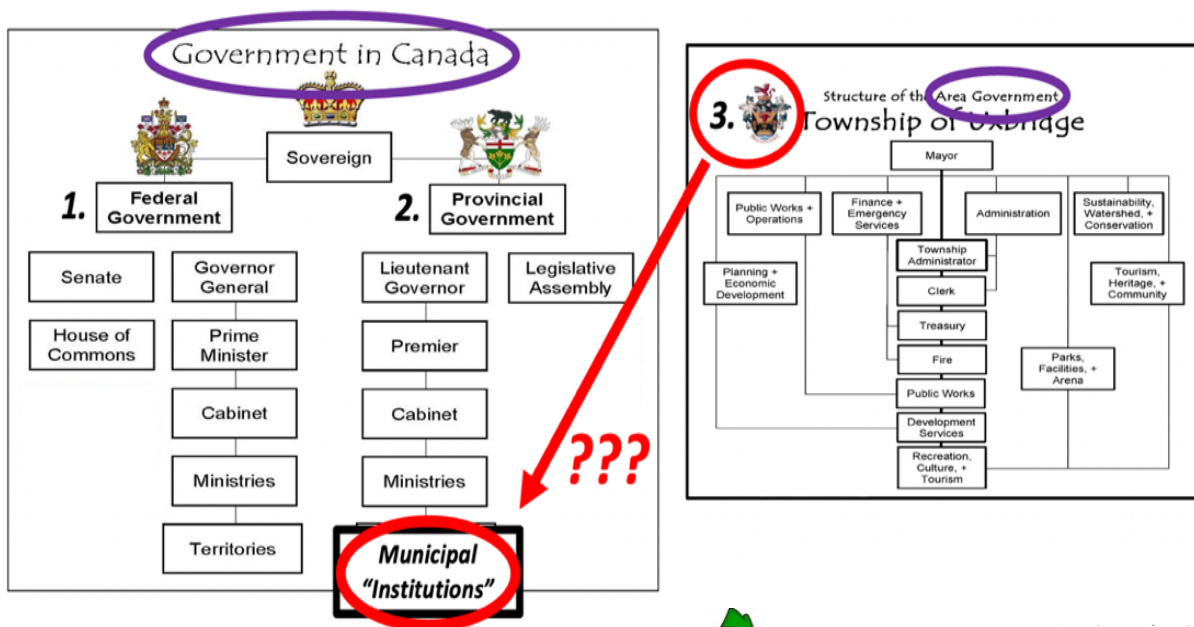 Government in Canada
Sovereign
1.
Federal
Government
2.
Provincial
Government
Senate
Governor
General
Lieutenant
Governor
Legislative
Assembly
House of
Commons
Prime
Minister
Premier
Cabinet
Cabinet
Ministries
Ministries
Territories
Municipal
"Institutions"
???
3.
Structure of the Area Government
Township of Uxbridge
Mayor
Public Works +
Operations
Finance +
Emergency
Services
Administration
Sustainability,
Watershed, +
Conservation
Township
Administrator
Planning +
Economic
Development
Clerk
Tourism,
Heritage, +
Community
Treasury
Fire
Parks,
Facilities, +
Arena
Public Works
Development
Services
Recreation,
Culture, +
Tourism